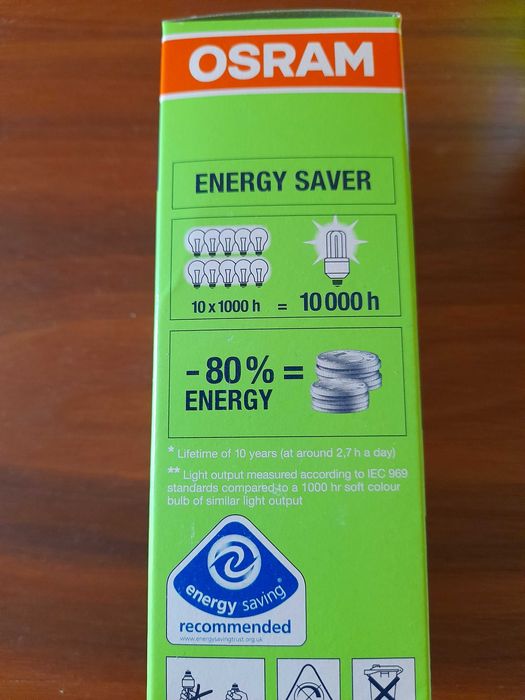 OSRAM
ENERGY SAVER
10 x 1000 h = 10 000 h
- 80 % =
ENERGY
* Lifetime of 10 years (at around 2,7 h a day)
** Light output measured according to IEC 969
standards compared to a 1000 hr soft colour
bulb of similar light output
energy saving®
recommended
www.energysavingtrust.org.uk